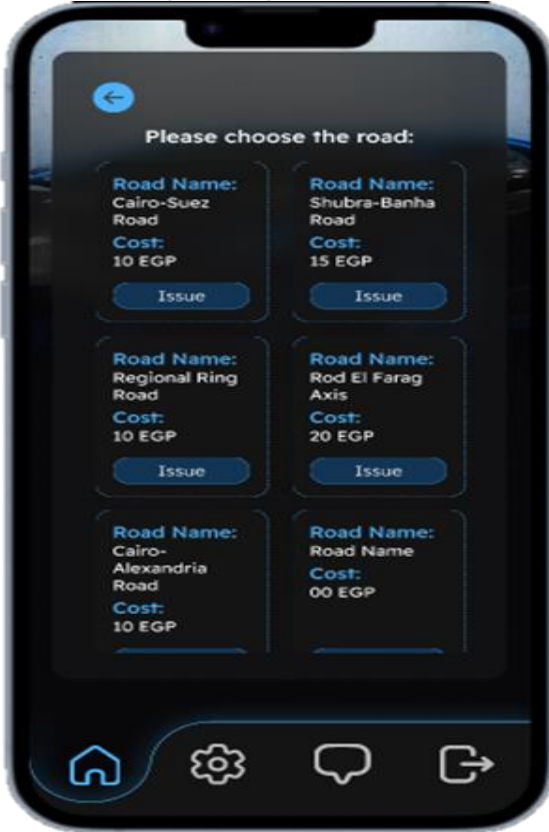 Please choose the road:
Road Name:
Cairo-Suez
Road
Cost:
10 EGP
Issue
Road Name:
Shubra-Banha
Road
Cost:
15 EGP
Issue
Road Name:
Regional Ring
Road
Cost:
10 EGP
Issue
Road Name:
Rod El Farag
Axis
Cost:
20 EGP
Issue
Road Name:
Cairo-
Alexandria
Road
Cost:
10 EGP
Road Name:
Road Name
Cost:
00 EGP